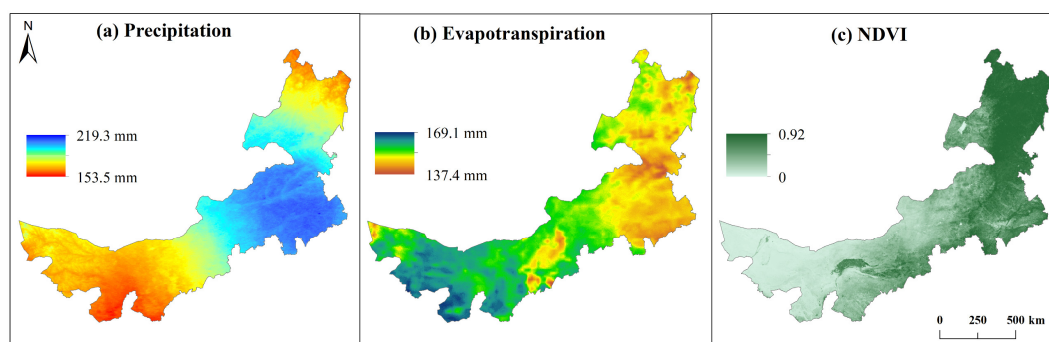 N
(a) Precipitation
219.3 mm
153.5 mm
(b) Evapotranspiration
169.1 mm
137.4 mm
(c) NDVI
0.92
0
0 250 500 km